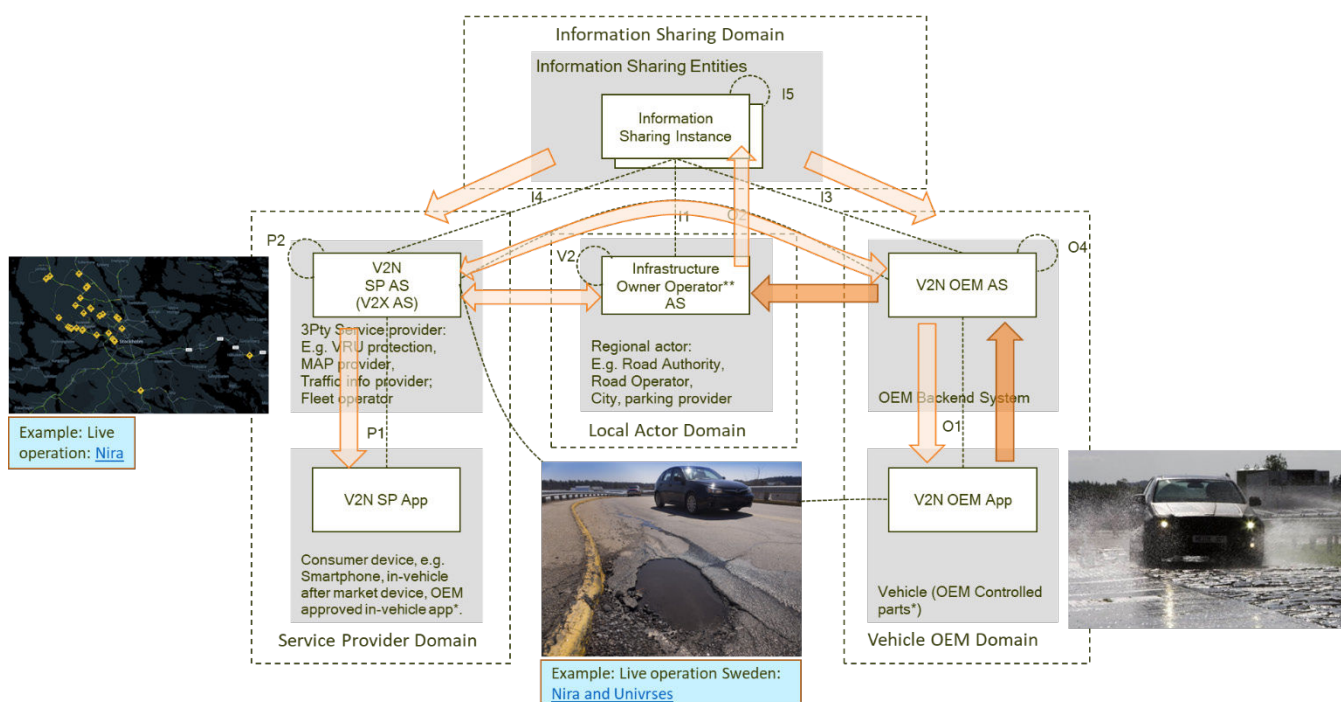 Information Sharing Domain
Information Sharing Entities
I5
Information
Sharing Instance
I4
I1
O2
I3
P2
V2N
SP AS
(V2X AS)
3Pty Service provider:
E.g. VRU protection,
MAP provider,
Traffic info provider;
Fleet operator
P1
V2N SP App
Consumer device, e.g.
Smartphone, in-vehicle
after market device, OEM
approved in-vehicle app*.
Service Provider Domain
V2
Infrastructure
Owner Operator**
AS
Regional actor:
E.g. Road Authority,
Road Operator,
City, parking provider
Local Actor Domain
O4
V2N OEM AS
OEM Backend System
O1
V2N OEM App
Vehicle (OEM Controlled
parts*)
Vehicle OEM Domain
Example: Live
operation: Nira
Example: Live operation Sweden:
Nira and Univrses